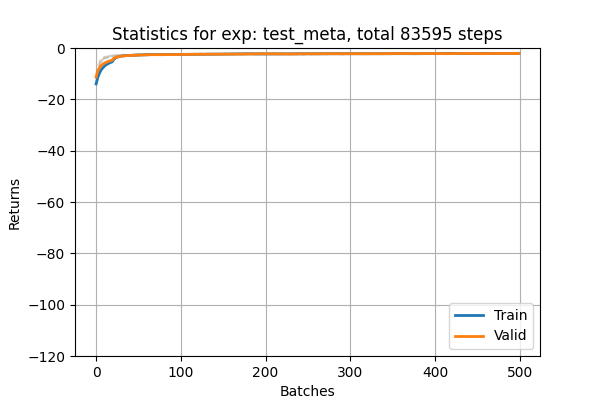 Statistics for exp: test_meta, total 83595 steps
0
−20
−40
−60
−80
−100
−120
Returns
0
100
200
300
400
500
Batches
Train
Valid